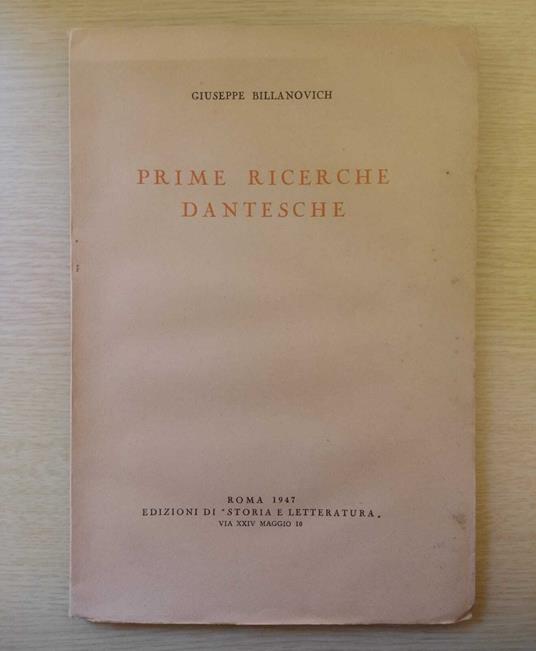 GIUSEPPE BILLANOVICH
PRIME RICERCHE
DANTESCHE
ROMA 1947
EDIZIONI DI "STORIA E LETTERATURA„
VIA XXIV MAGGIO 10